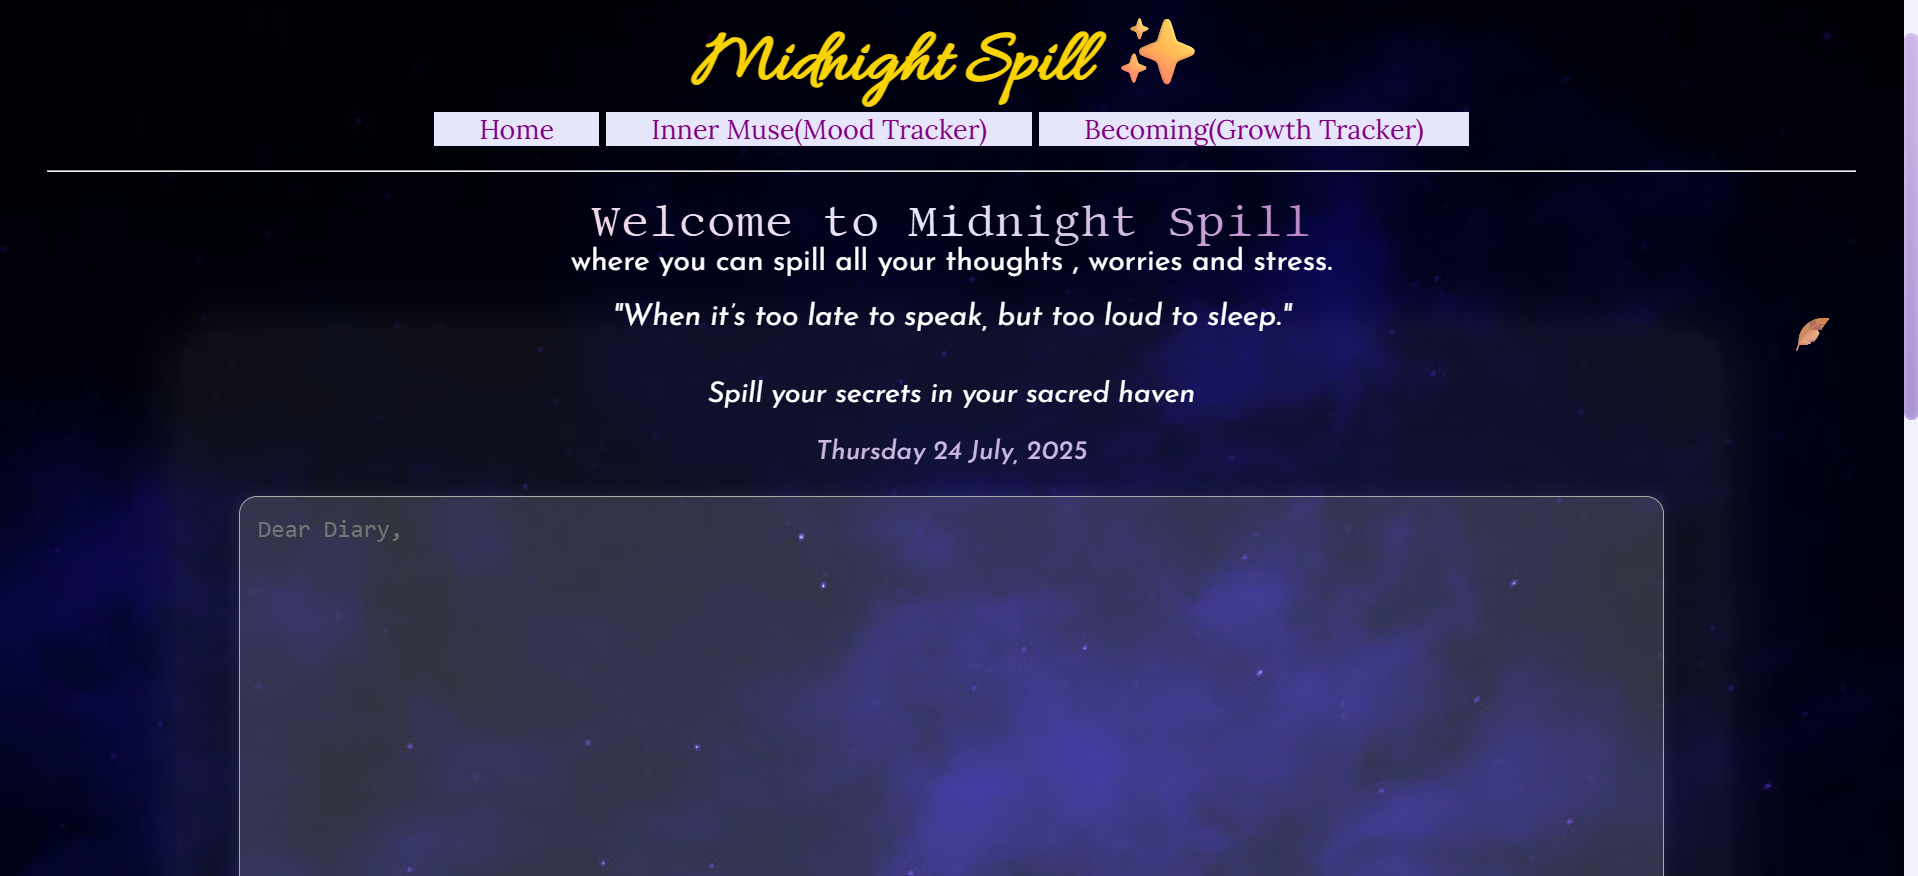 Midnight Spill ✨
Home Inner Muse(Mood Tracker) Becoming(Growth Tracker)
Welcome to Midnight Spill
where you can spill all your thoughts , worries and stress.
"When it's too late to speak, but too loud to sleep."
Spill your secrets in your sacred haven
Thursday 24 July, 2025
Dear Diary,